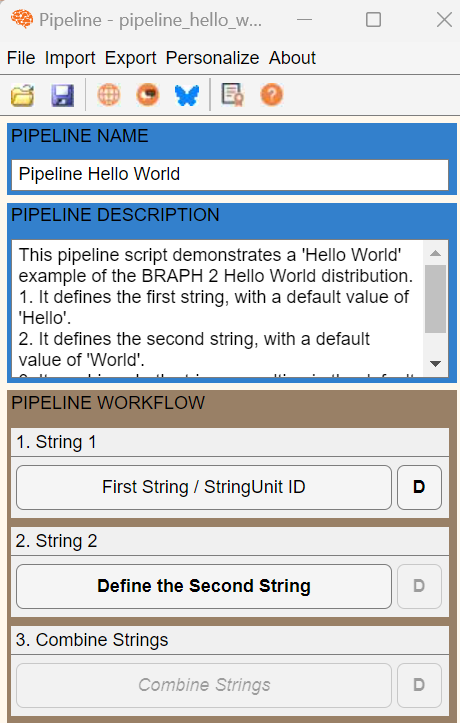 Pipeline - pipeline_hello_w...
File Import Export Personalize About
PIPELINE NAME
Pipeline Hello World
PIPELINE DESCRIPTION
This pipeline script demonstrates a 'Hello World'
example of the BRAPH 2 Hello World distribution.
1. It defines the first string, with a default value of
'Hello'.
2. It defines the second string, with a default
value of 'World'.
PIPELINE WORKFLOW
1. String 1
First String / StringUnit ID D
2. String 2
Define the Second String D
3. Combine Strings
Combine Strings D